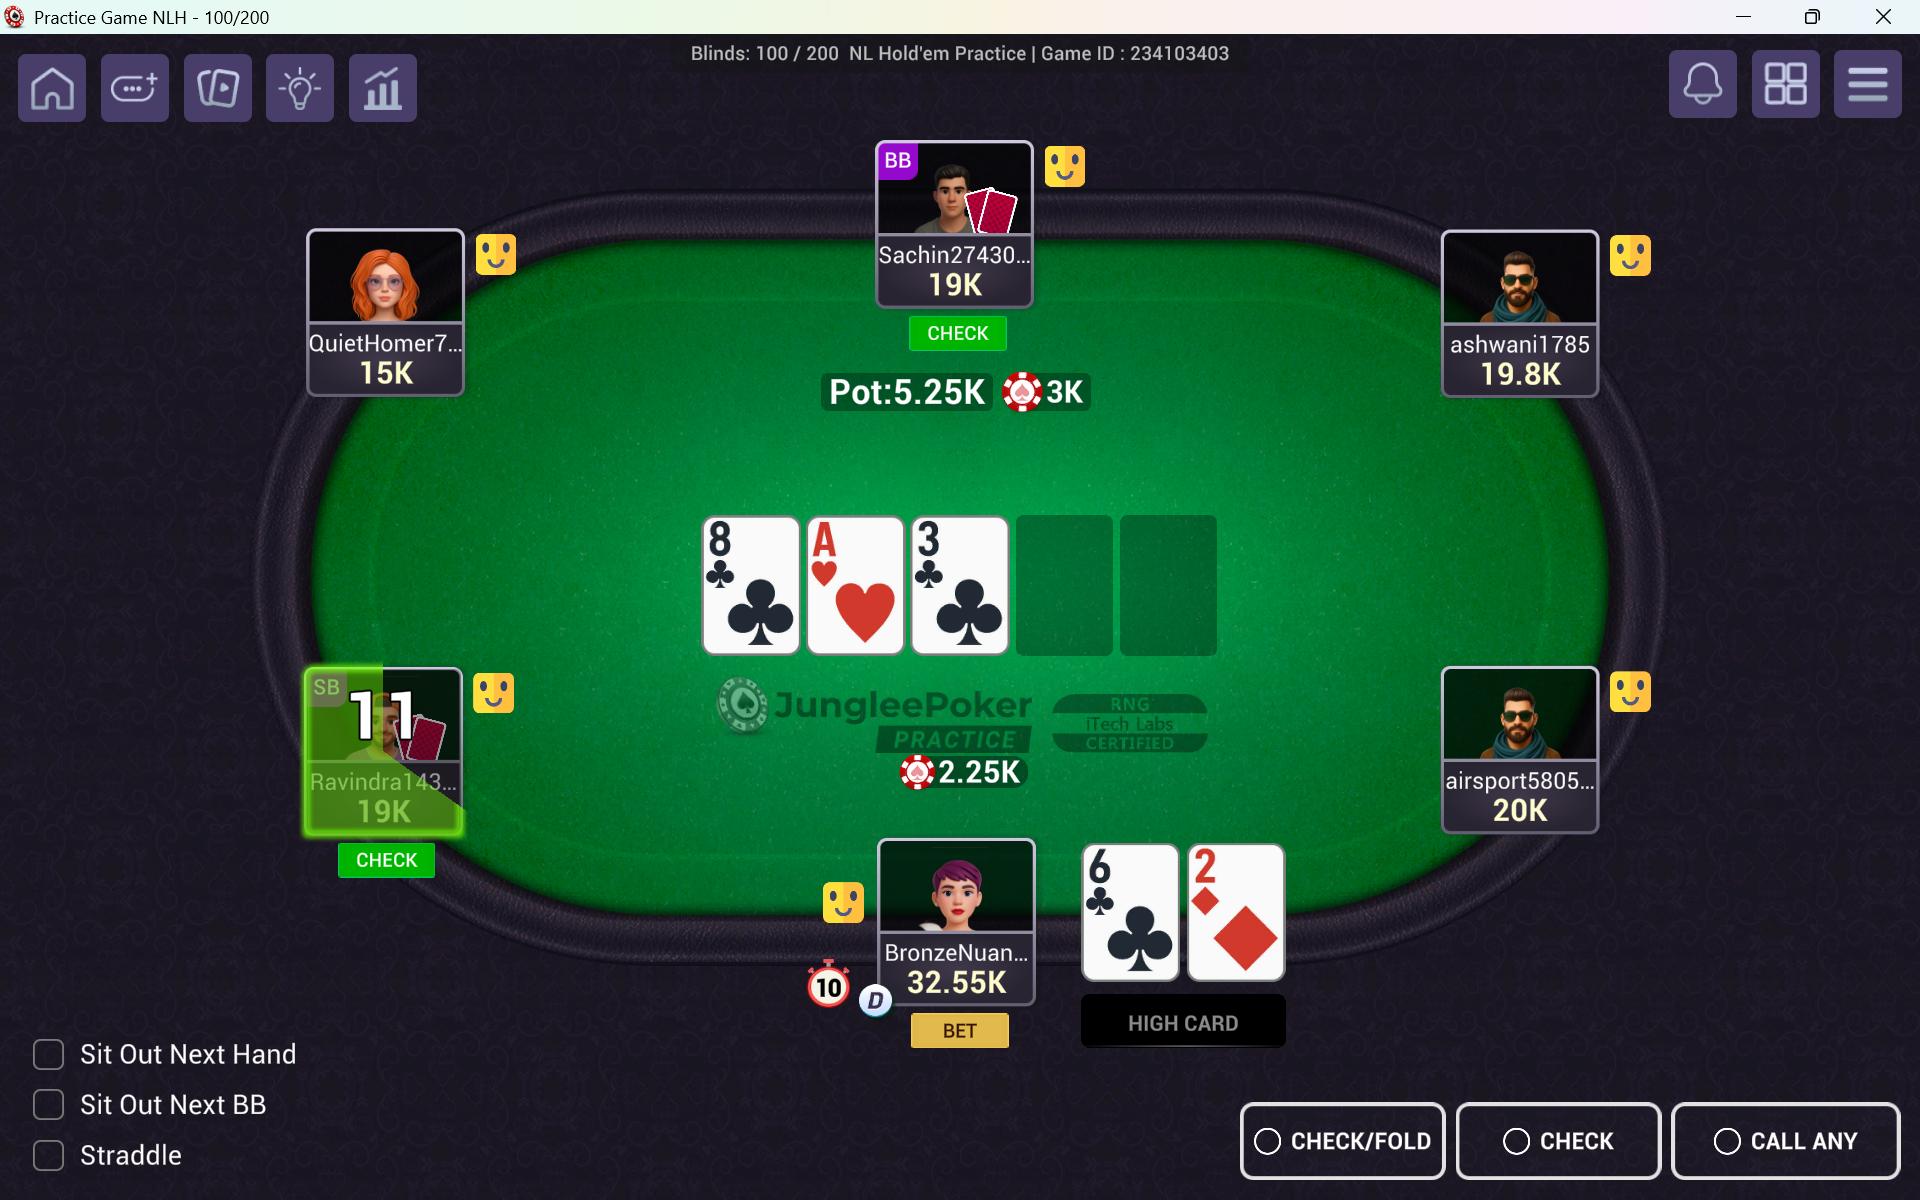 Practice Game NLH - 100/200
Blinds: 100 / 200 NL Hold'em Practice | Game ID : 234103403
BB
Sachin27430...
19K
CHECK
QuietHomer7...
15K
ashwani1785
19.8K
Pot:5.25K
3K
8
A
3
JungleePoker
PRACTICE
RNG
iTech Labs
CERTIFIED
2.25K
SB
11
Ravindra143...
19K
CHECK
airsport5805...
20K
6
2
BronzeNuan...
32.55K
10
D
BET
HIGH CARD
Sit Out Next Hand
Sit Out Next BB
Straddle
CHECK/FOLD
CHECK
CALL ANY